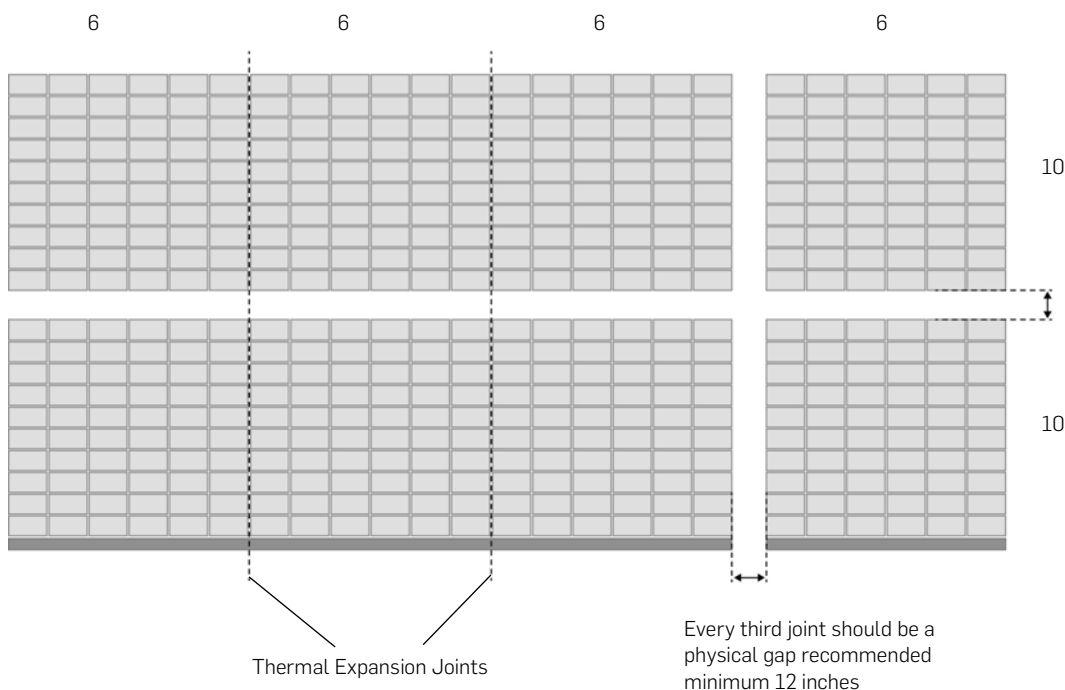 6 6 6 6
10
10
Thermal Expansion Joints
Every third joint should be a
physical gap recommended
minimum 12 inches